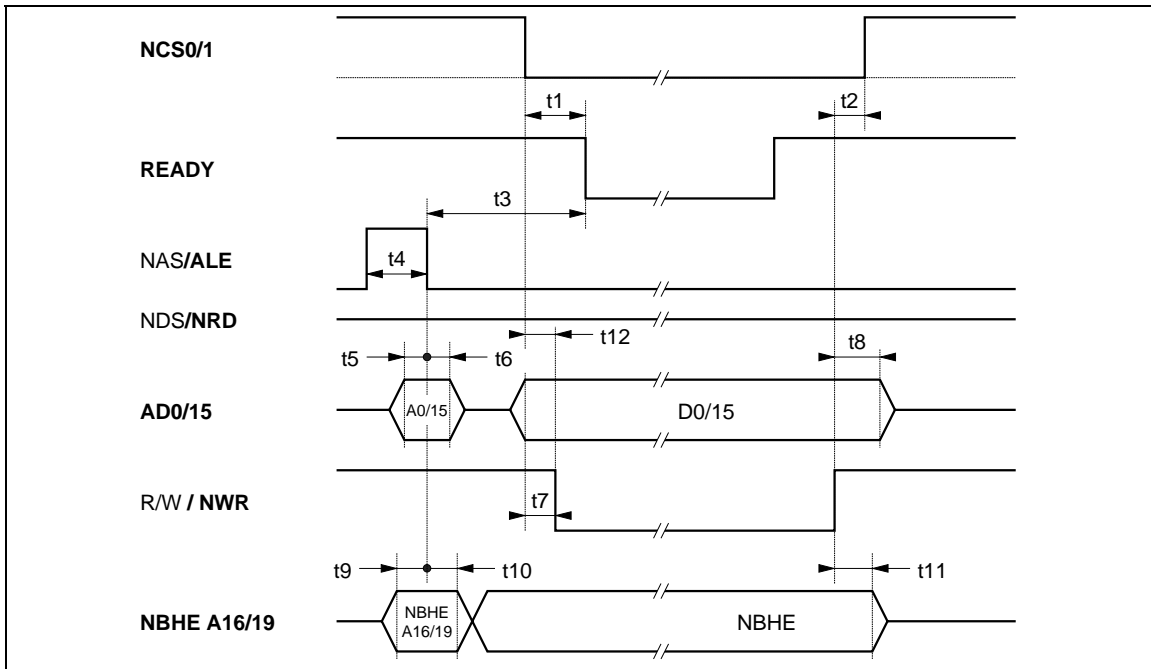 NCS0/1
t1
t2
READY
t3
NAS/ALE
t4
NDS/NRD
t12
t5
t6
t8
AD0/15
A0/15
D0/15
R/W / NWR
t7
t9
t10
t11
NBHE A16/19
NBHE
A16/19
NBHE